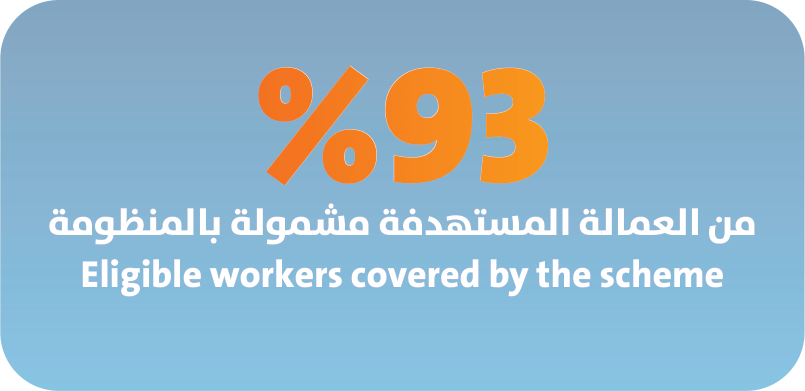 %93
من العمالة المستهدفة مشمولة بالمنظومة
Eligible workers covered by the scheme